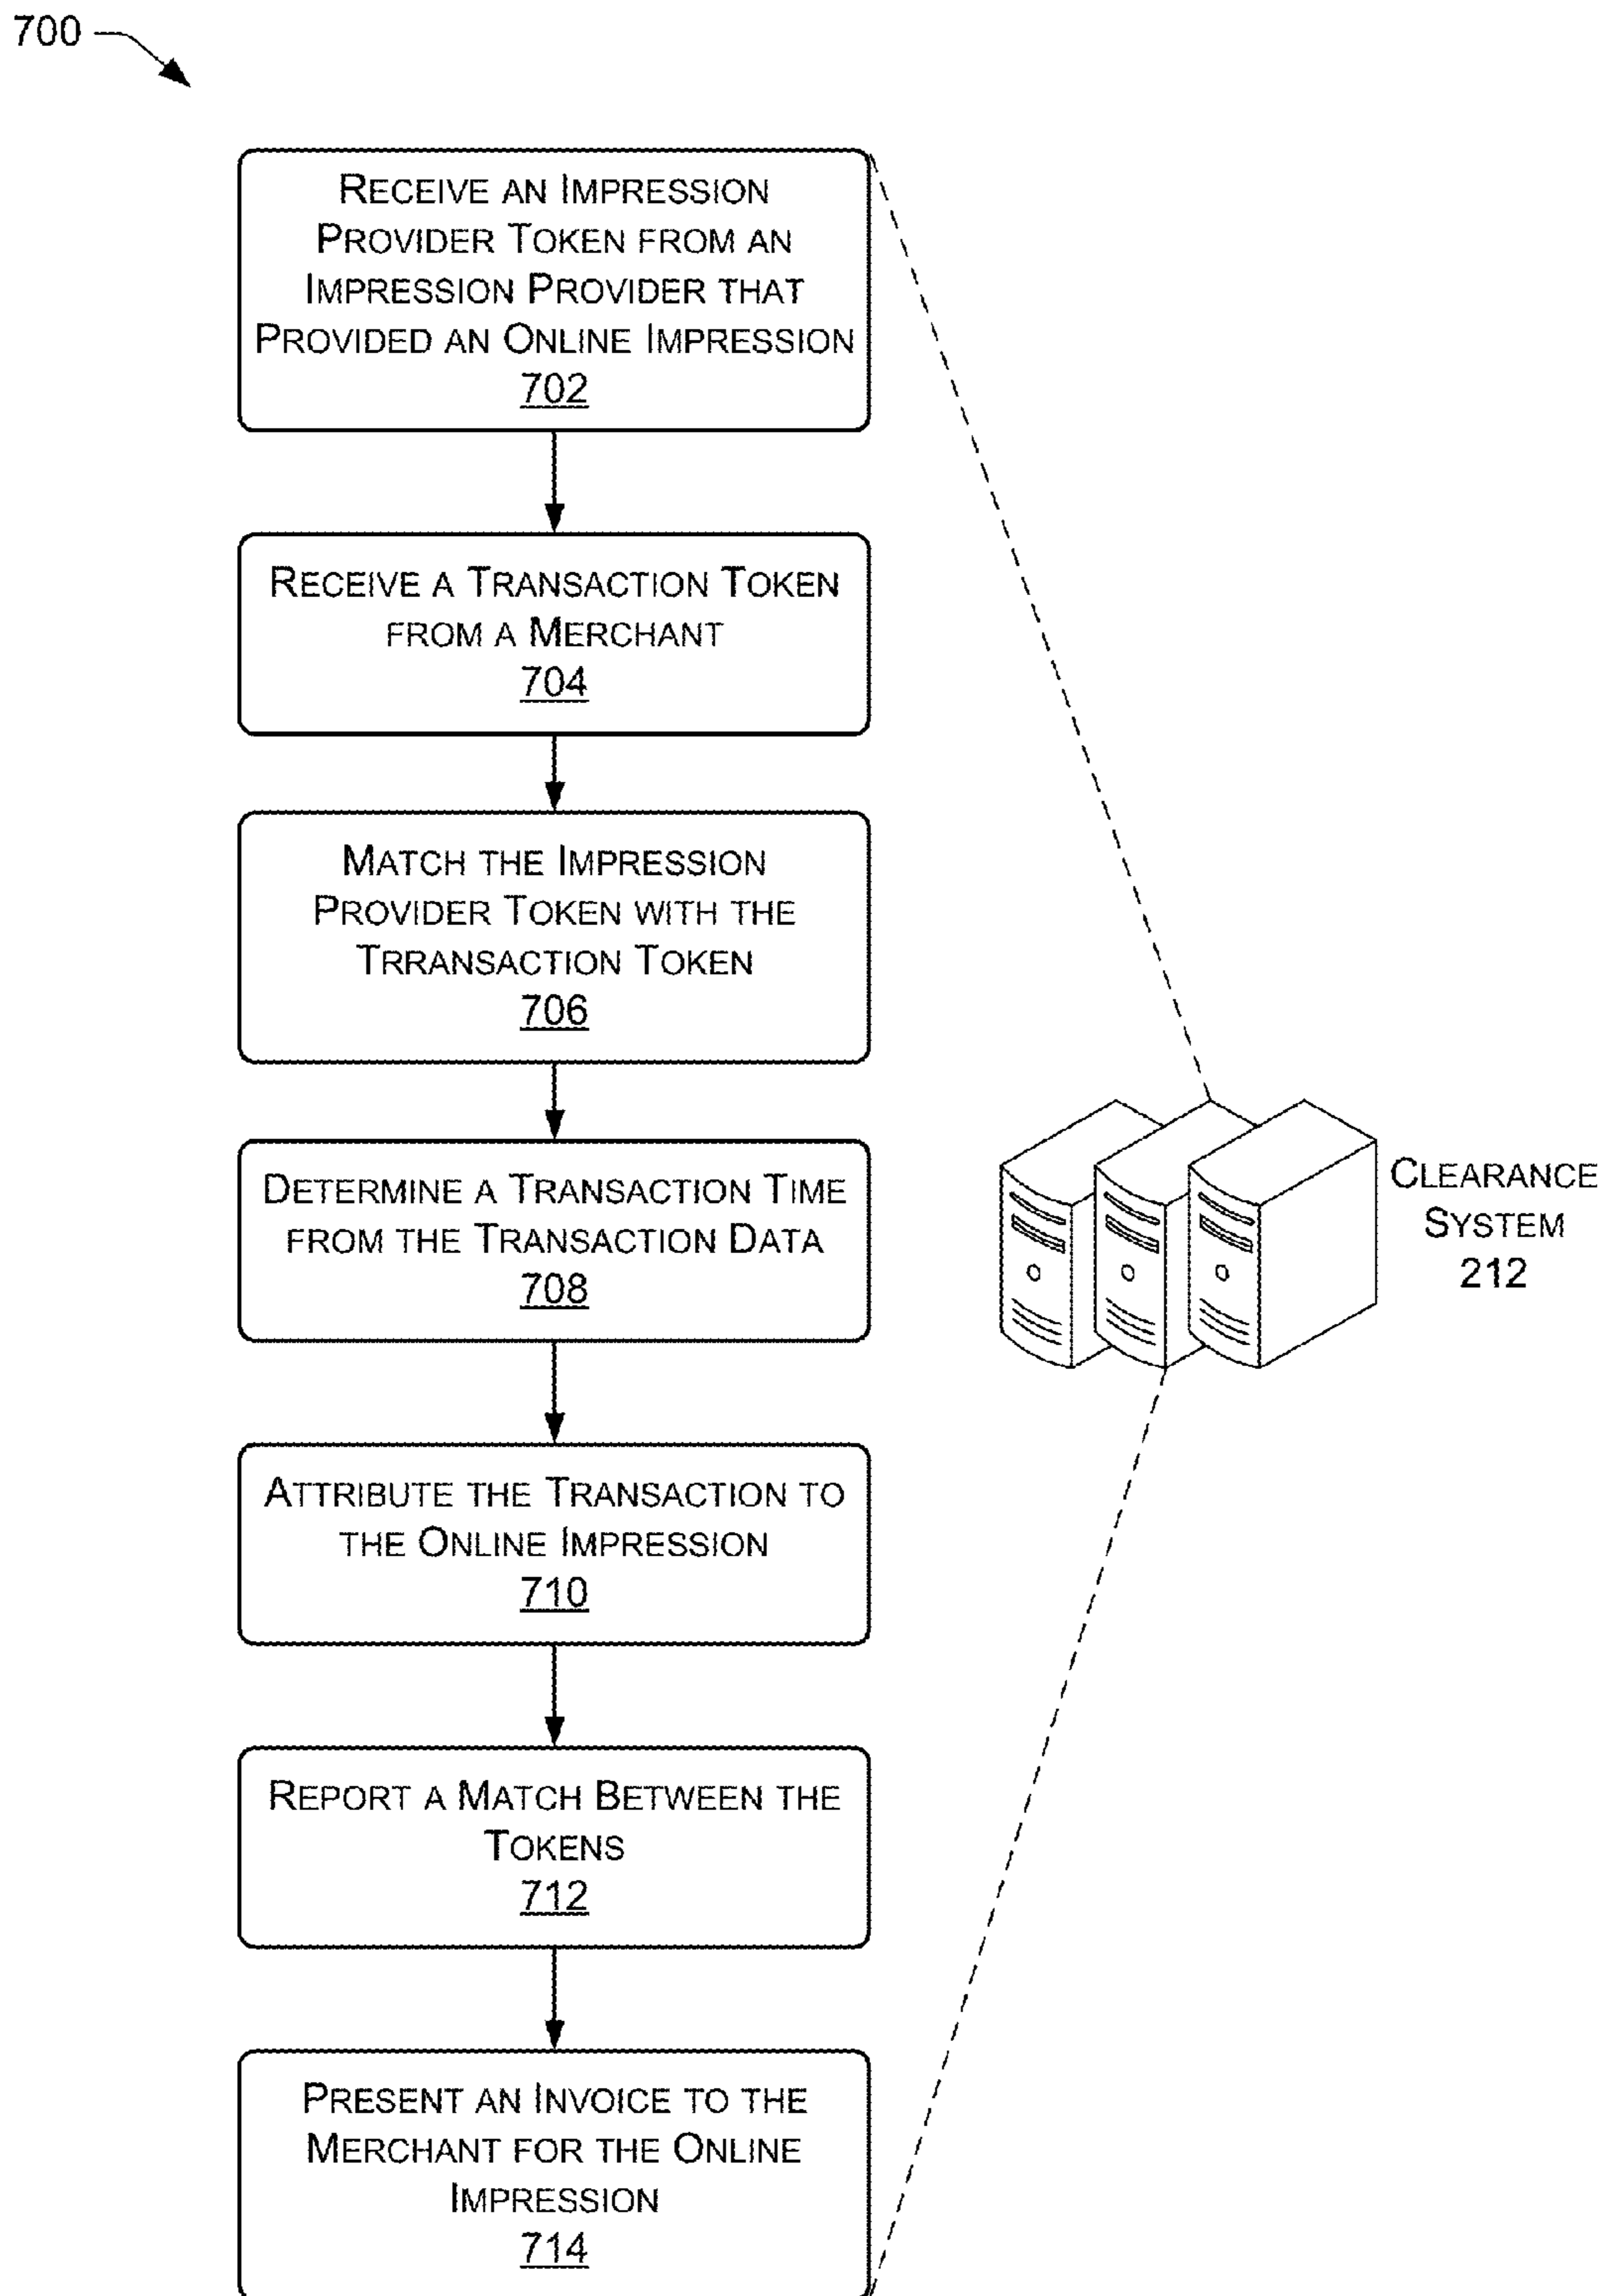 700
RECEIVE AN IMPRESSION
PROVIDER TOKEN FROM AN
IMPRESSION PROVIDER THAT
PROVIDED AN ONLINE IMPRESSION
702
RECEIVE A TRANSACTION TOKEN
FROM A MERCHANT
704
MATCH THE IMPRESSION
PROVIDER TOKEN WITH THE
TRRANSACTION TOKEN
706
DETERMINE A TRANSACTION TIME
FROM THE TRANSACTION DATA
708
CLEARANCE
SYSTEM
212
ATTRIBUTE THE TRANSACTION TO
THE ONLINE IMPRESSION
710
REPORT A MATCH BETWEEN THE
TOKENS
712
PRESENT AN INVOICE TO THE
MERCHANT FOR THE ONLINE
IMPRESSION
714